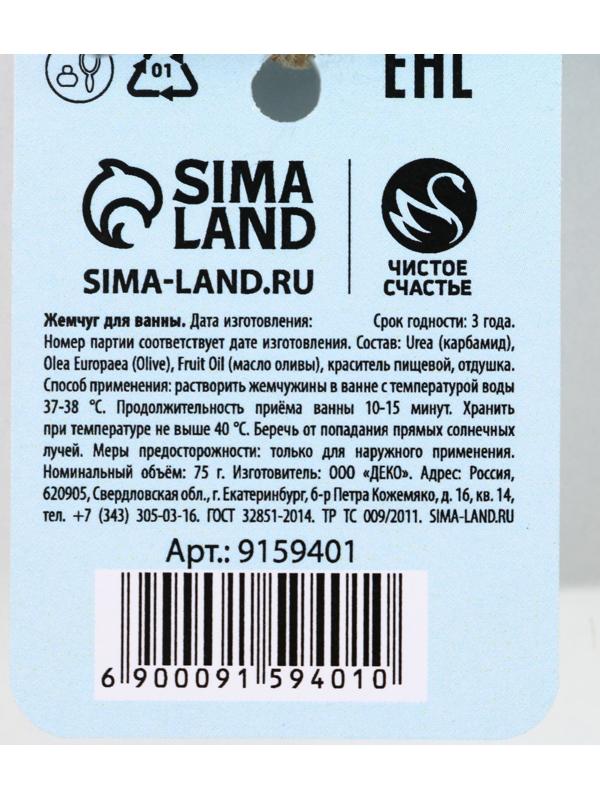 01
EAC
SIMA
LAND
SIMA-LAND.RU
ЧИСТОЕ
СЧАСТЬЕ
Жемчуг для ванны. Дата изготовления: Срок годности: 3 года.
Номер партии соответствует дате изготовления. Состав: Urea (карбамид),
Olea Europaea (Olive), Fruit Oil (масло оливы), краситель пищевой, отдушка.
Способ применения: растворить жемчужины в ванне с температурой воды
37-38 °C. Продолжительность приёма ванны 10-15 минут. Хранить
при температуре не выше 40 °C. Беречь от попадания прямых солнечных
лучей. Меры предосторожности: только для наружного применения.
Номинальный объём: 75 г. Изготовитель: ООО «ДЕКО». Адрес: Россия,
620905, Свердловская обл., г. Екатеринбург, б-р Петра Кожемяко, д. 16, кв. 14,
тел. +7 (343) 305-03-16. ГОСТ 32851-2014. ТР ТС 009/2011. SIMA-LAND.RU
Арт.: 9159401
6 900091 594010